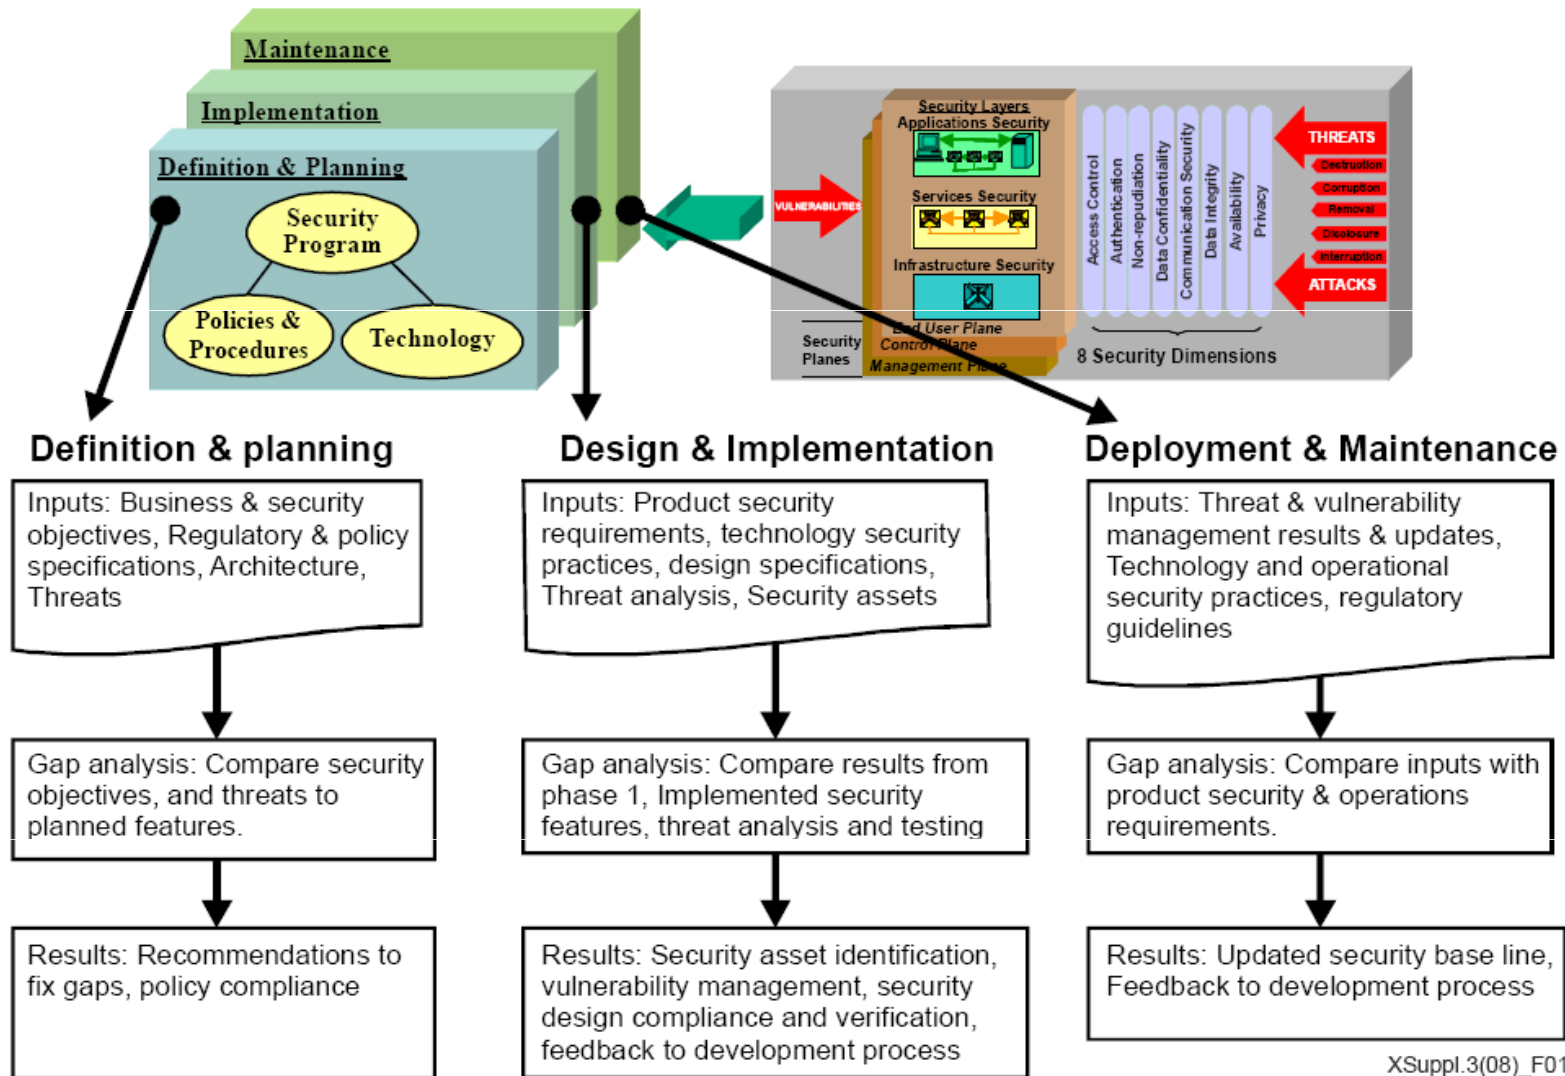 Maintenance
Implementation
Definition & Planning
Security
Program
Policies &
Procedures
Technology
VULNERABILITIES
Security Layers
Applications Security
Services Security
Infrastructure Security
End User Plane
Control Plane
Management Plane
Security
Planes
Access Control
Authentication
Non-repudiation
Data Confidentiality
Communication Security
Data Integrity
Availability
Privacy
8 Security Dimensions
THREATS
Destruction
Corruption
Removal
Disclosure
Interruption
ATTACKS
Definition & planning
Inputs: Business & security
objectives, Regulatory & policy
specifications, Architecture,
Threats
Gap analysis: Compare security
objectives, and threats to
planned features.
Results: Recommendations to
fix gaps, policy compliance
Design & Implementation
Inputs: Product security
requirements, technology security
practices, design specifications,
Threat analysis, Security assets
Gap analysis: Compare results from
phase 1, Implemented security
features, threat analysis and testing
Results: Security asset identification,
vulnerability management, security
design compliance and verification,
feedback to development process
Deployment & Maintenance
Inputs: Threat & vulnerability
management results & updates,
Technology and operational
security practices, regulatory
guidelines
Gap analysis: Compare inputs with
product security & operations
requirements.
Results: Updated security base line,
Feedback to development process
XSuppl.3(08)_F01